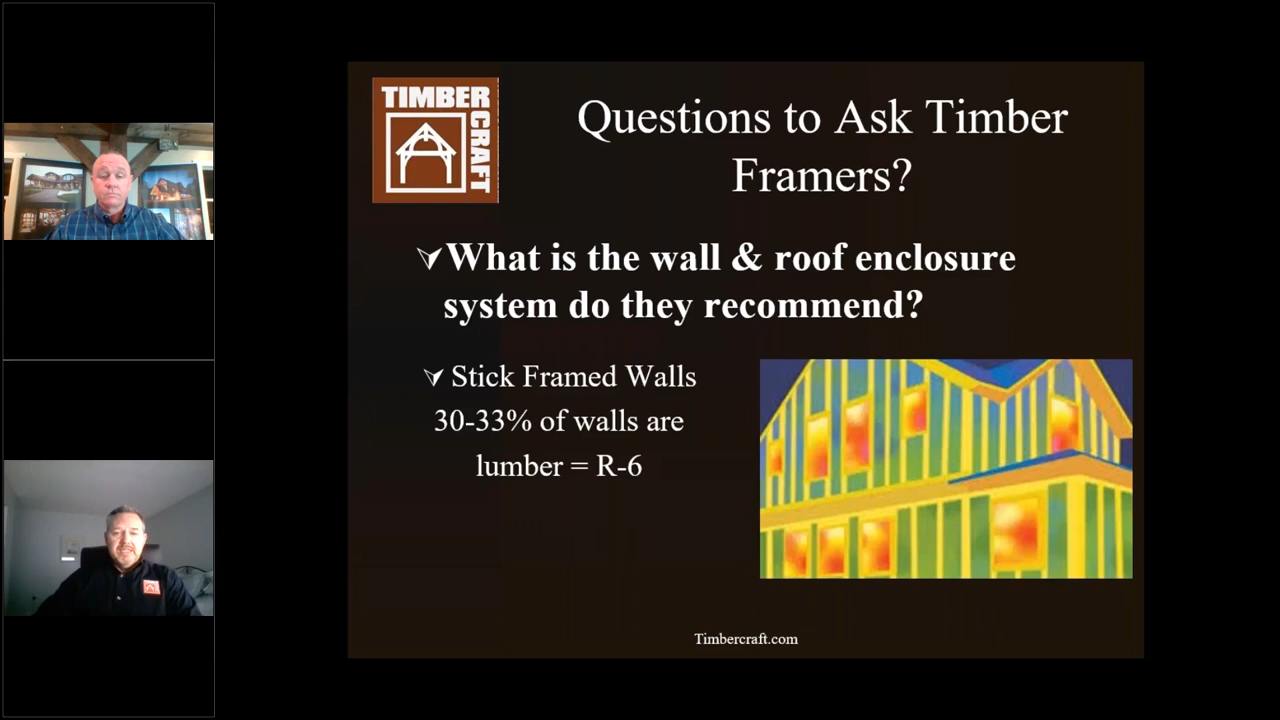 TIMBER
CRAFT
Questions to Ask Timber
Framers?
What is the wall & roof enclosure
system do they recommend?
Stick Framed Walls
30-33% of walls are
lumber = R-6
Timbercraft.com